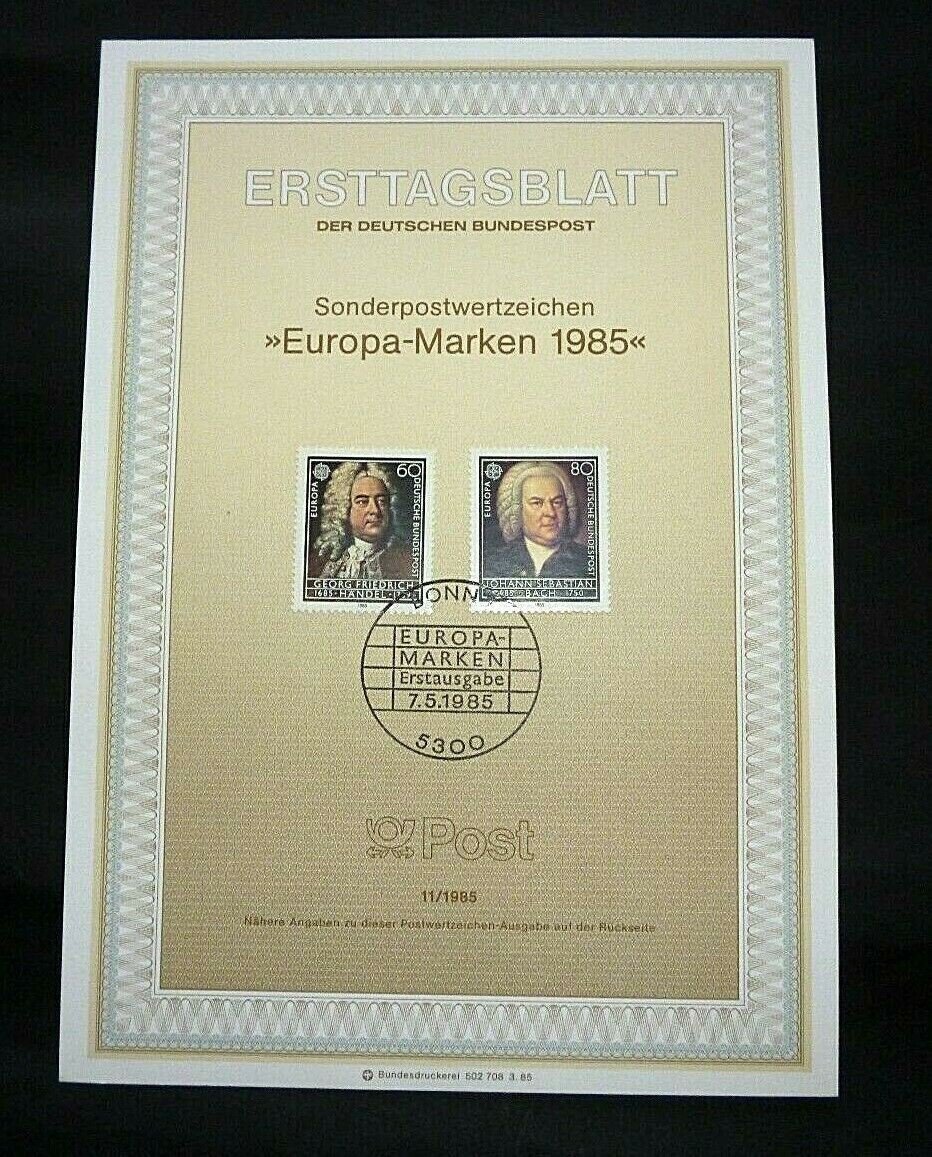 ERSTTAGSBLATT
DER DEUTSCHEN BUNDESPOST
Sonderpostwertzeichen
»Europa-Marken 1985«
60
EUROPA
DEUTSCHE BUNDESPOST
GEORG FRIEDRICH
1685 · HÄNDEL ·
1985
80
EUROPA
DEUTSCHE BUNDESPOST
JOHANN SEBASTIAN
1685 · BACH · 1750
1985
BONN
EUROPA-
MARKEN
Erstausgabe
7.5.1985
5300
Post
11/1985
Nähere Angaben zu dieser Postwertzeichen-Ausgabe auf der Rückseite
Bundesdruckerei 502 708 3. 85